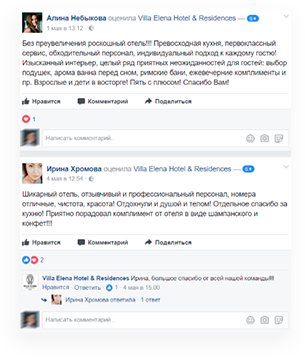 Алина Небыкова оценила Villa Elena Hotel & Residences — 5★
1 мая в 13:12
Без преувеличения роскошный отель!!! Превосходная кухня, первоклассный
сервис, обходительный персонал, индивидуальный подход к каждому гостю!
Изысканный интерьер, целый ряд приятных неожиданностей для гостей: выбор
подушек, арома ванна перед сном, римские бани, ежевечерние комплименты и
пр. Взрослые и дети в восторге! Пять с плюсом! Спасибо Вам!
Нравится Комментарий Поделиться
1
Написать комментарий...
Ирина Хромова оценила Villa Elena Hotel & Residences — 5★
4 мая в 12:54
Шикарный отель, отзывчивый и профессиональный персонал, номера
отличные, чистота, красота! Отдохнули и душой и телом! Отдельное спасибо за
кухню! Приятно порадовал комплимент от отеля в виде шампанского и
конфет!!!
Нравится Комментарий Поделиться
2
Villa Elena Hotel & Residences Ирина, большое спасибо от всей нашей команды!!!!
Нравится · Ответить · 1 · 4 мая в 15:00
Ирина Хромова ответила · 1 ответ
Написать комментарий...